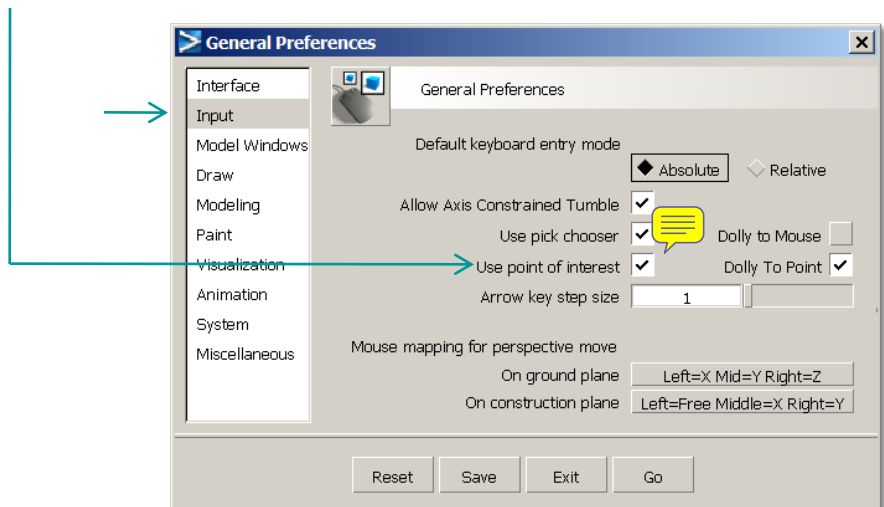 General Preferences
Interface
Input
Model Windows
Draw
Modeling
Paint
Visualization
Animation
System
Miscellaneous
General Preferences
Default keyboard entry mode
Absolute Relative
Allow Axis Constrained Tumble
Use pick chooser Dolly to Mouse
Use point of interest Dolly To Point
Arrow key step size 1
Mouse mapping for perspective move
On ground plane Left=X Mid=Y Right=Z
On construction plane Left=Free Middle=X Right=Y
Reset Save Exit Go